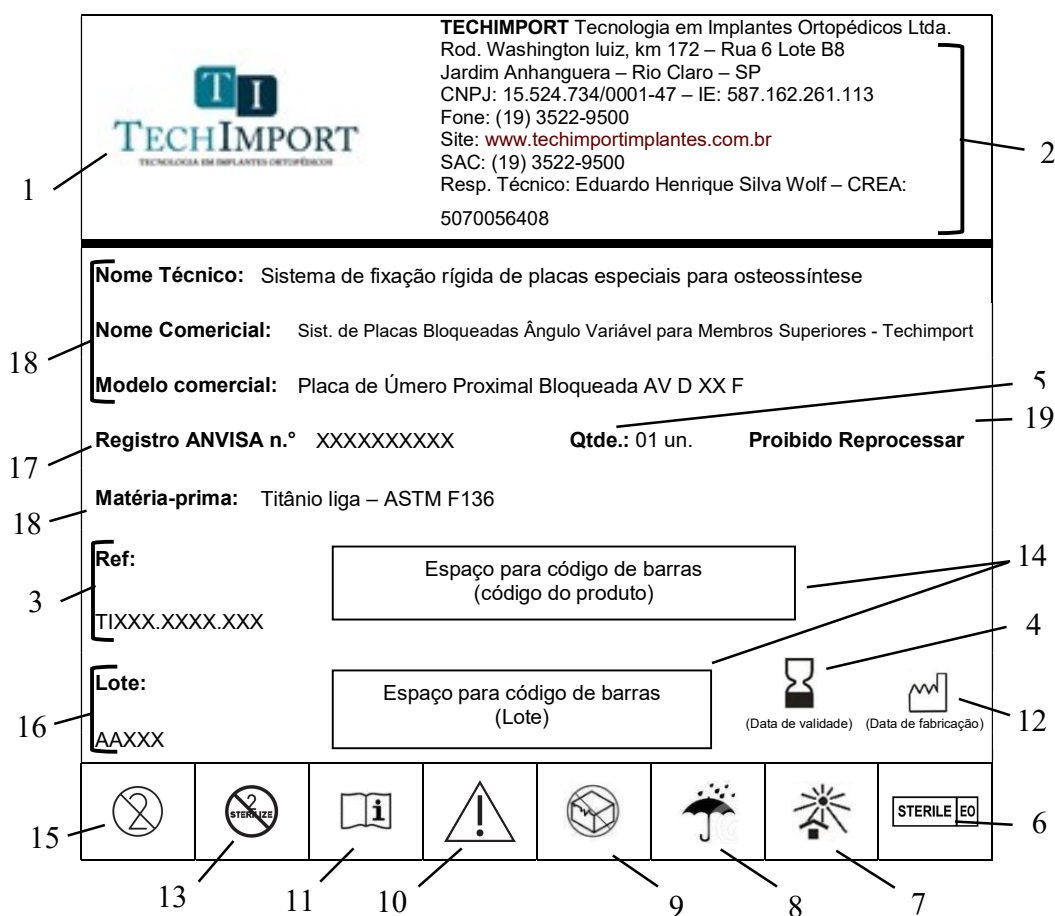 TI
TECHIMPORT
TECNOLOGIA EM IMPLANTES ORTOPÉDICOS
TECHIMPORT Tecnologia em Implantes Ortopédicos Ltda.
Rod. Washington luiz, km 172 – Rua 6 Lote B8
Jardim Anhanguera – Rio Claro – SP
CNPJ: 15.524.734/0001-47 – IE: 587.162.261.113
Fone: (19) 3522-9500
Site: www.techimportimplantes.com.br
SAC: (19) 3522-9500
Resp. Técnico: Eduardo Henrique Silva Wolf – CREA:
5070056408
1
2
Nome Técnico: Sistema de fixação rígida de placas especiais para osteossíntese
Nome Comericial: Sist. de Placas Bloqueadas Ângulo Variável para Membros Superiores - Techimport
18
Modelo comercial: Placa de Úmero Proximal Bloqueada AV D XX F
5
19
Registro ANVISA n.° XXXXXXXXXX Qtde.: 01 un. Proibido Reprocessar
17
Matéria-prima: Titânio liga – ASTM F136
18
Ref:
Espaço para código de barras
(código do produto)
14
3
TIXXX.XXXX.XXX
4
Lote:
Espaço para código de barras
(Lote)
16
(Data de validade) (Data de fabricação)
12
AAXXX
2
2
STERILIZE
i
!
STERILE EO
6
15
13
11
10
9
8
7